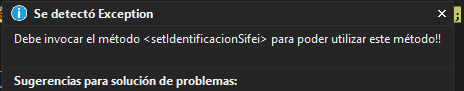 Se detectó Exception
Debe invocar el método <setIdentificacionSifei> para poder utilizar este método!!
Sugerencias para solución de problemas: